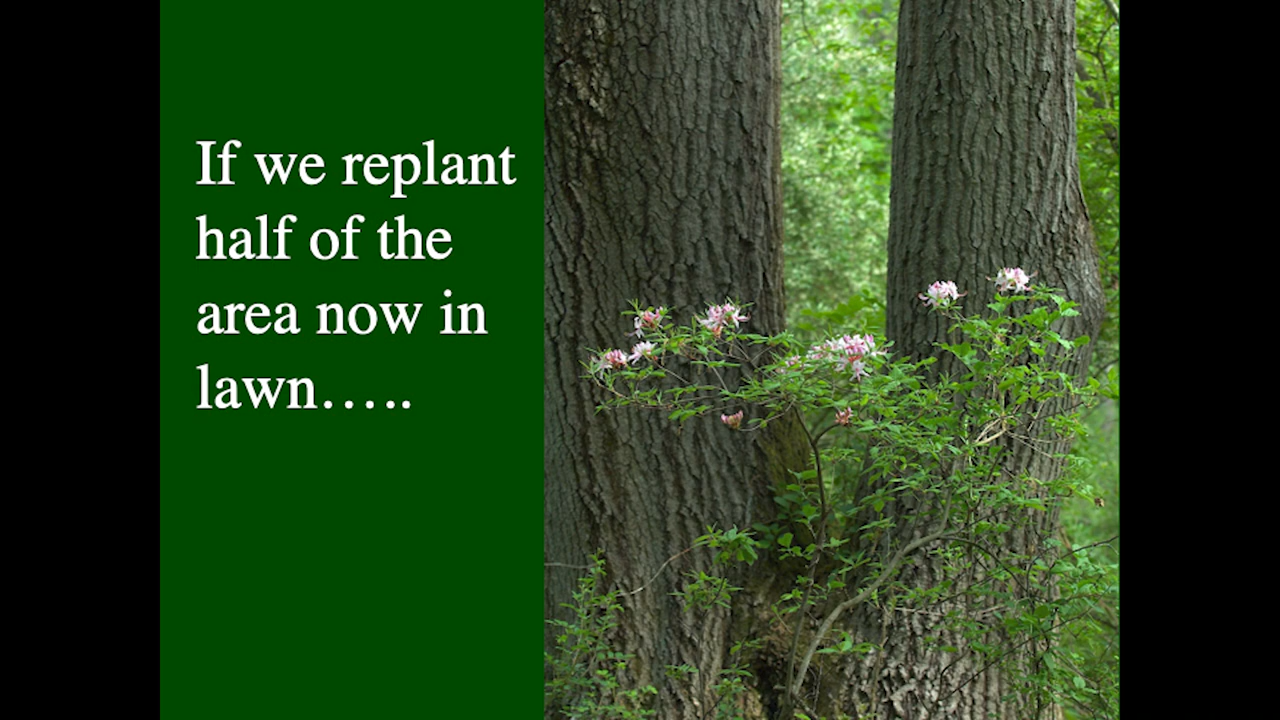 If we replant
half of the
area now in
lawn…..